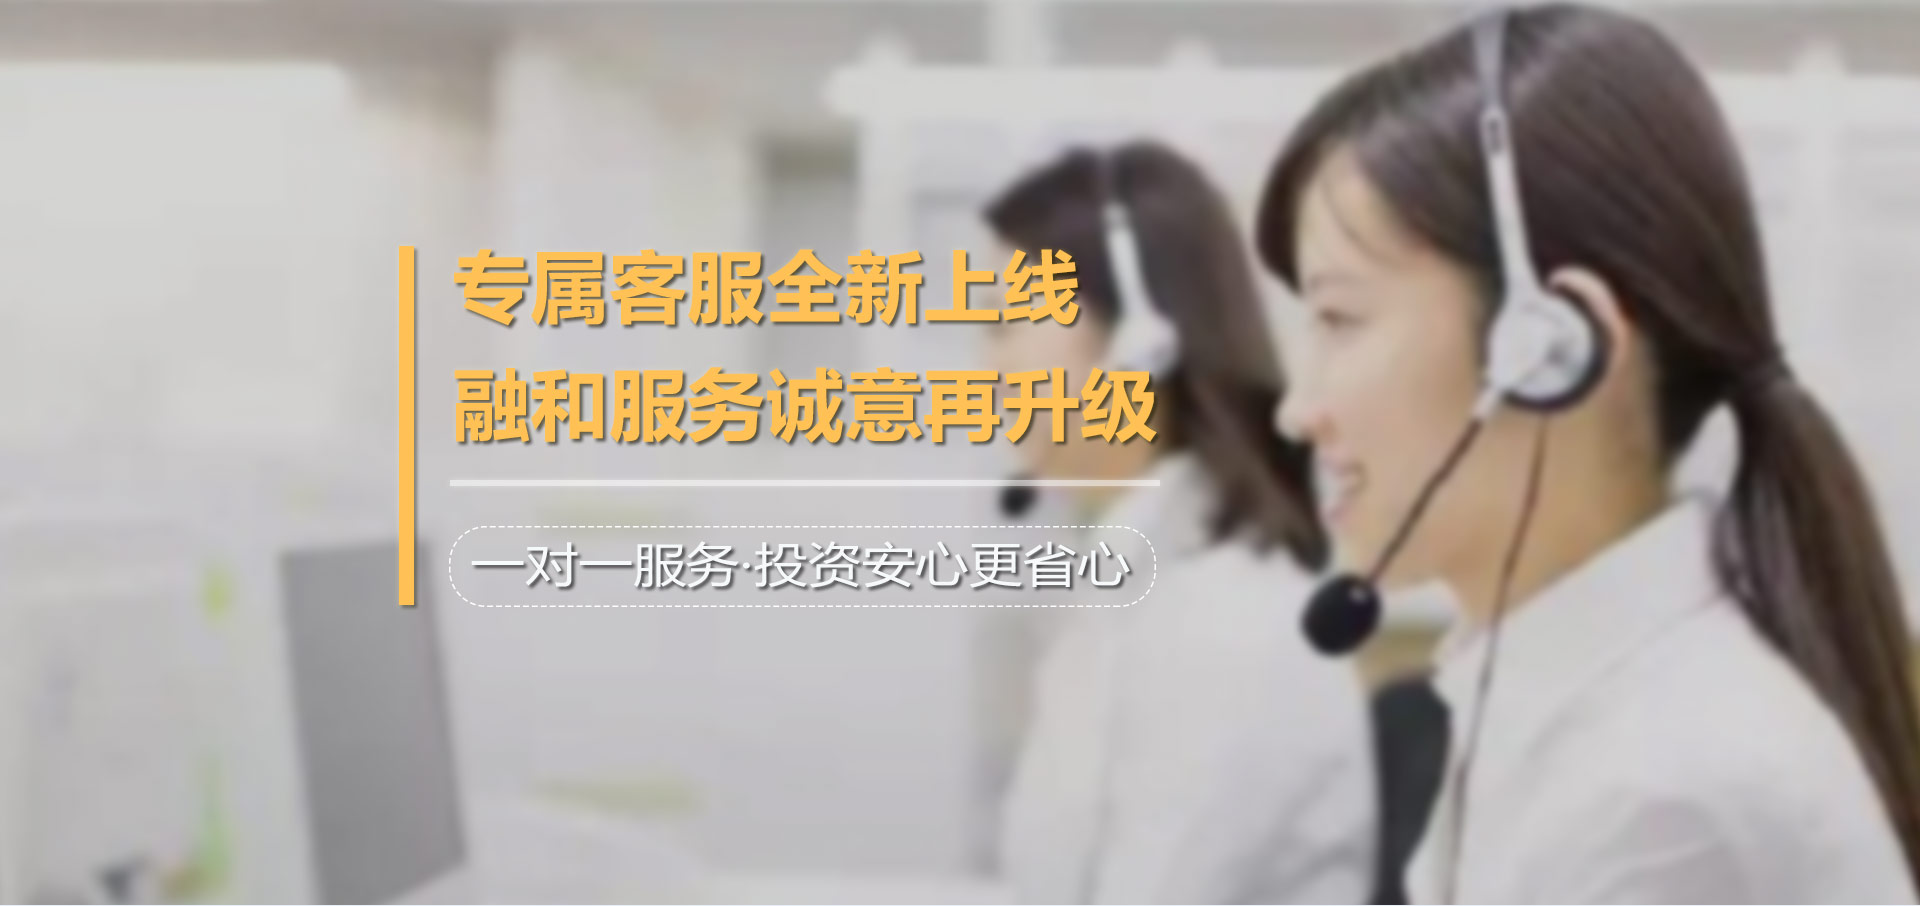 专属客服全新上线
融和服务诚意再升级
一对一服务·投资安心更省心